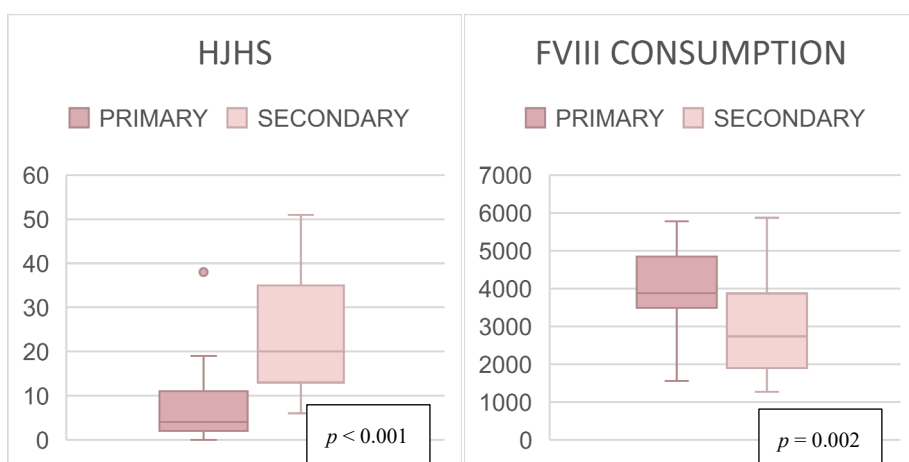 HJHS
PRIMARY SECONDARY
60
50
40
30
20
10
0
p < 0.001
FVIII CONSUMPTION
PRIMARY SECONDARY
7000
6000
5000
4000
3000
2000
1000
0
p = 0.002